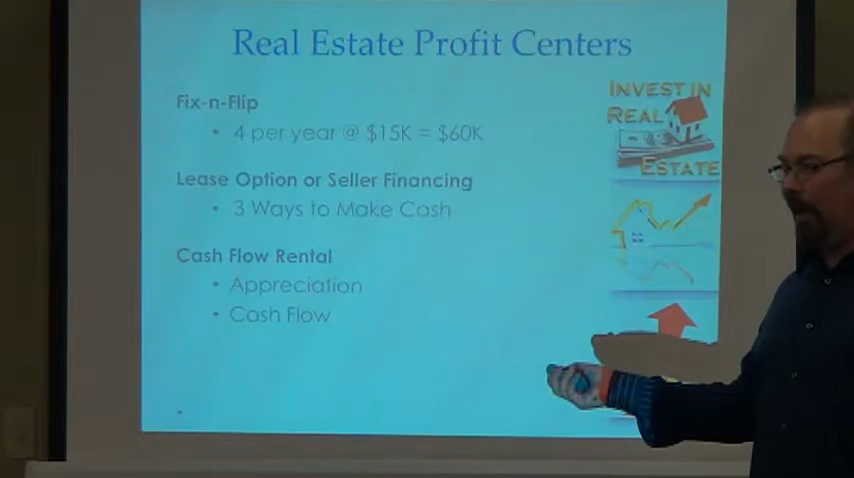 Real Estate Profit Centers
Fix-n-Flip
• 4 per year @ $15K = $60K
Lease Option or Seller Financing
• 3 Ways to Make Cash
Cash Flow Rental
• Appreciation
• Cash Flow
INVEST IN
REAL
ESTATE